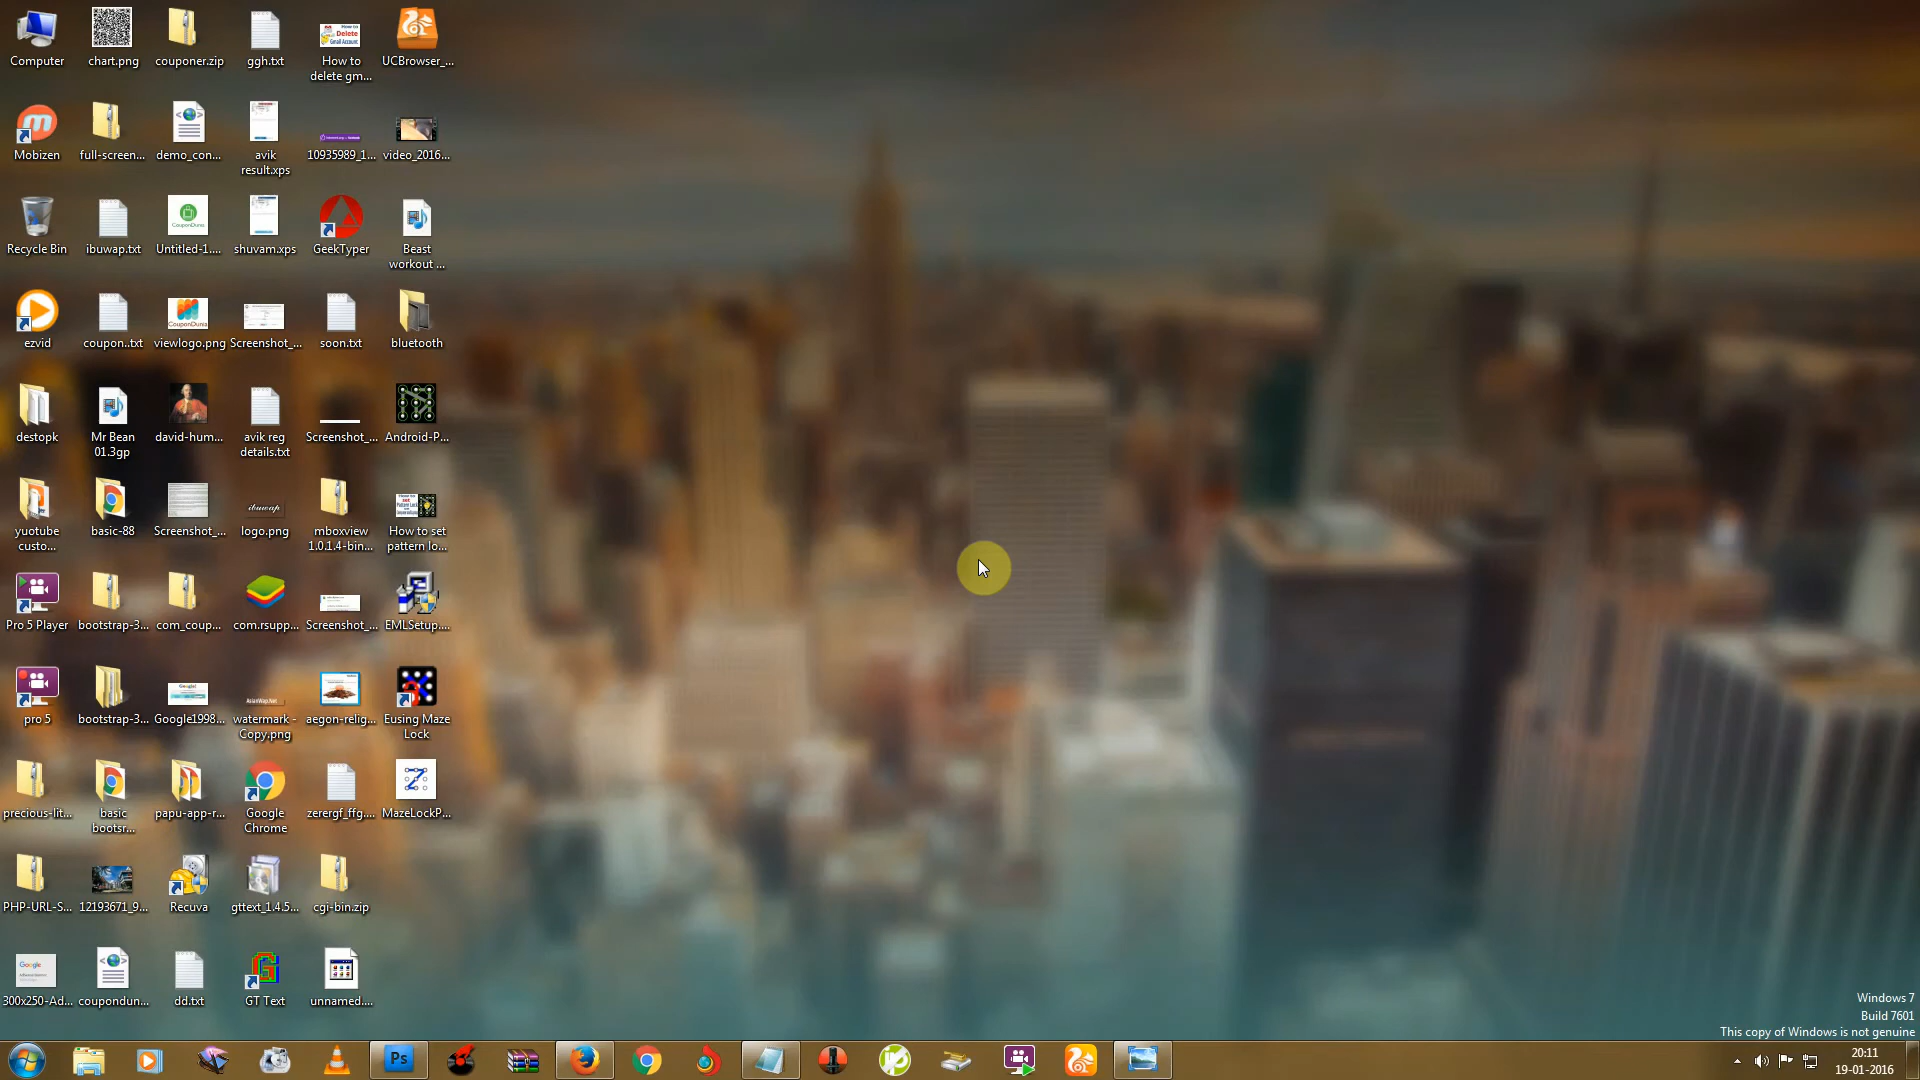 Computer
chart.png
couponer.zip
ggh.txt
How to
delete gm...
UCBrowser_...
Mobizen
full-screen...
demo_con...
avik
result.xps
10935989_1...
video_2016...
Recycle Bin
ibuwap.txt
Untitled-1....
shuvam.xps
GeekTyper
Beast
workout ...
ezvid
coupon..txt
viewlogo.png
Screenshot_...
soon.txt
bluetooth
destopk
Mr Bean
01.3gp
david-hum...
avik reg
details.txt
Screenshot_...
Android-P...
yuotube
custo...
basic-88
Screenshot_...
logo.png
mboxview
1.0.1.4-bin...
How to set
pattern lo...
Pro 5 Player
bootstrap-3...
com_coup...
com.rsupp...
Screenshot_...
EMLSetup....
pro 5
bootstrap-3...
Google1998...
watermark -
Copy.png
aegon-relig...
Eusing Maze
Lock
precious-lit...
basic
bootsr...
papu-app-r...
Google
Chrome
zerergf_ffg....
MazeLockP...
PHP-URL-S...
12193671_9...
Recuva
gttext_1.4.5...
cgi-bin.zip
300x250-Ad...
coupondun...
dd.txt
GT Text
unnamed....
Windows 7
Build 7601
This copy of Windows is not genuine
Ps
20:11
19-01-2016